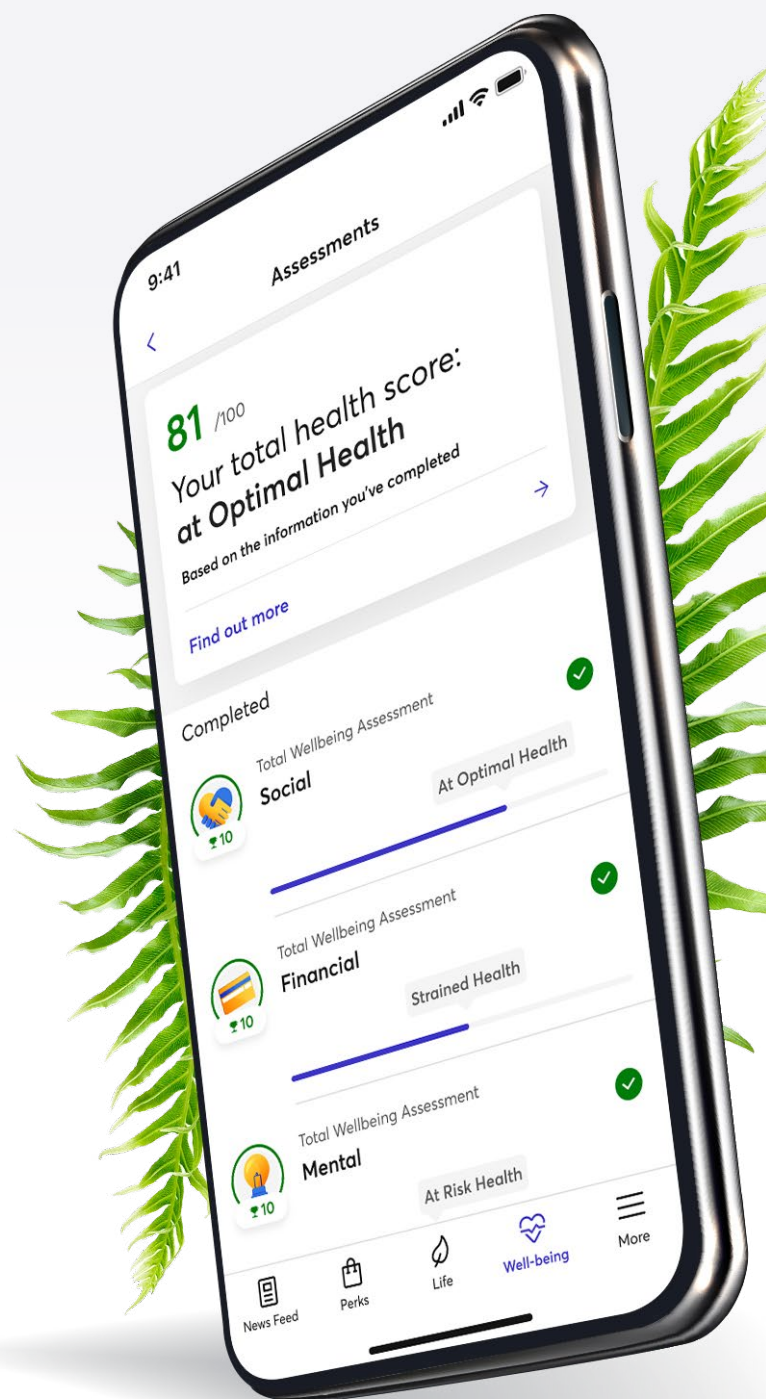 9:41
Assessments
81 /100
Your total health score:
at Optimal Health
Based on the information you've completed
Find out more
Completed
Total Wellbeing Assessment
Social
At Optimal Health
10
Total Wellbeing Assessment
Financial
Strained Health
10
Total Wellbeing Assessment
Mental
At Risk Health
10
News Feed
Perks
Life
Well-being
More